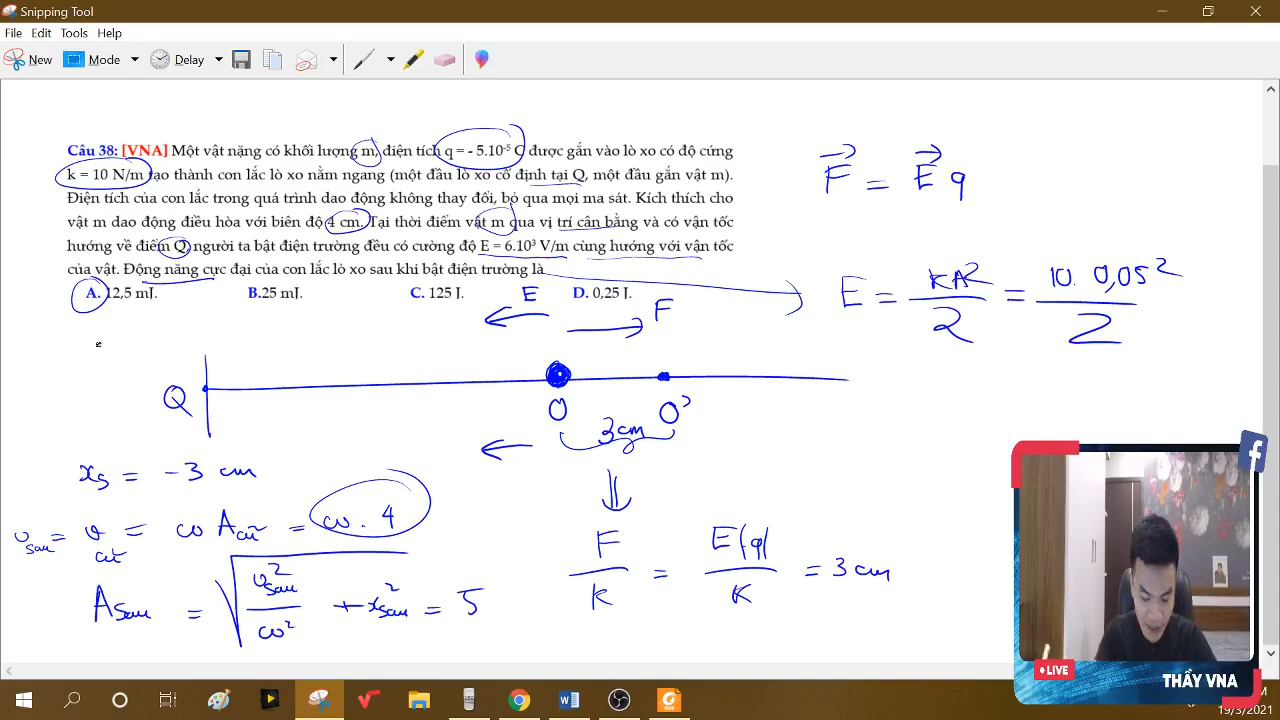 Snipping Tool
File Edit Tools Help
New Mode Delay
Câu 38: [VNA] Một vật nặng có khối lượng m, điện tích q = - 5.10⁻⁵ C được gắn vào lò xo có độ cứng
k = 10 N/m tạo thành con lắc lò xo nằm ngang (một đầu lò xo cố định tại Q, một đầu gắn vật m).
Điện tích của con lắc trong quá trình dao động không thay đổi, bỏ qua mọi ma sát. Kích thích cho
vật m dao động điều hòa với biên độ 4 cm. Tại thời điểm vật m qua vị trí cân bằng và có vận tốc
hướng về điểm Q, người ta bật điện trường đều có cường độ E = 6.10³ V/m cùng hướng với vận tốc
của vật. Động năng cực đại của con lắc lò xo sau khi bật điện trường là
A. 12,5 mJ. B.25 mJ. C. 125 J. D. 0,25 J.
F = E q
E = KA²/2 = 10. 0,05²/2
E F
Q O O'
3cm
x_s = -3 cm
v_sau = v_cũ = ω A_cũ = ω . 4
A_sau = √(v_sau²/ω² + x_sau²) = 5
F/k = E|q|/K = 3 cm
LIVE
THẦY VNA
M
19/3/2021